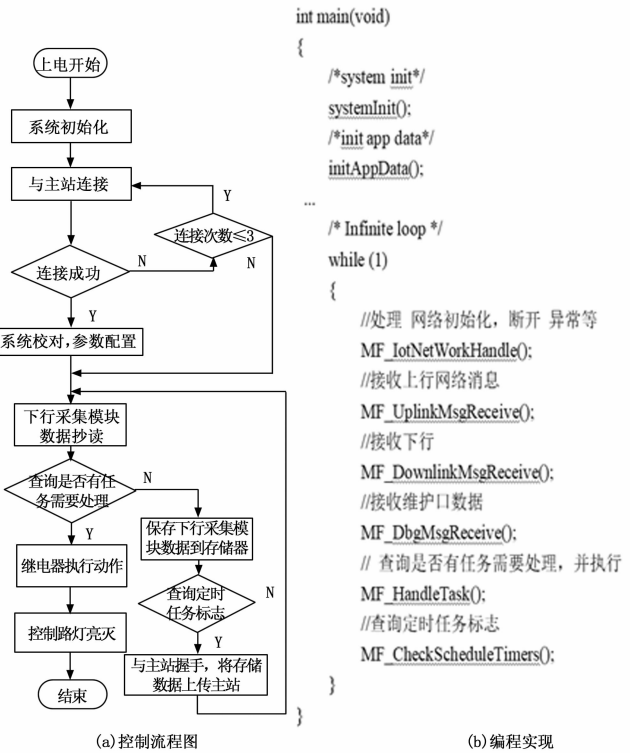 上电开始
系统初始化
与主站连接
Y
连接次数≤3
连接成功
N
N
Y
系统校对,参数配置
下行采集模块
数据抄读
查询是否有任
务需要处理
N
Y
保存下行采集模
块数据到存储器
继电器执行动作
查询定时
任务标志
N
控制路灯亮灭
Y
与主站握手，将存储
数据上传主站
结束
(a)控制流程图
int main(void)
{
/*system init*/
systemInit();
/*init app data*/
initAppData();
...
/* Infinite loop */
while (1)
{
//处理 网络初始化，断开 异常等
MF_IotNetWorkHandle();
//接收上行网络消息
MF_UplinkMsgReceive();
//接收下行
MF_DownlinkMsgReceive();
//接收维护口数据
MF_DbgMsgReceive();
// 查询是否有任务需要处理，并执行
MF_HandleTask();
//查询定时任务标志
MF_CheckScheduleTimers();
}
}
(b)编程实现